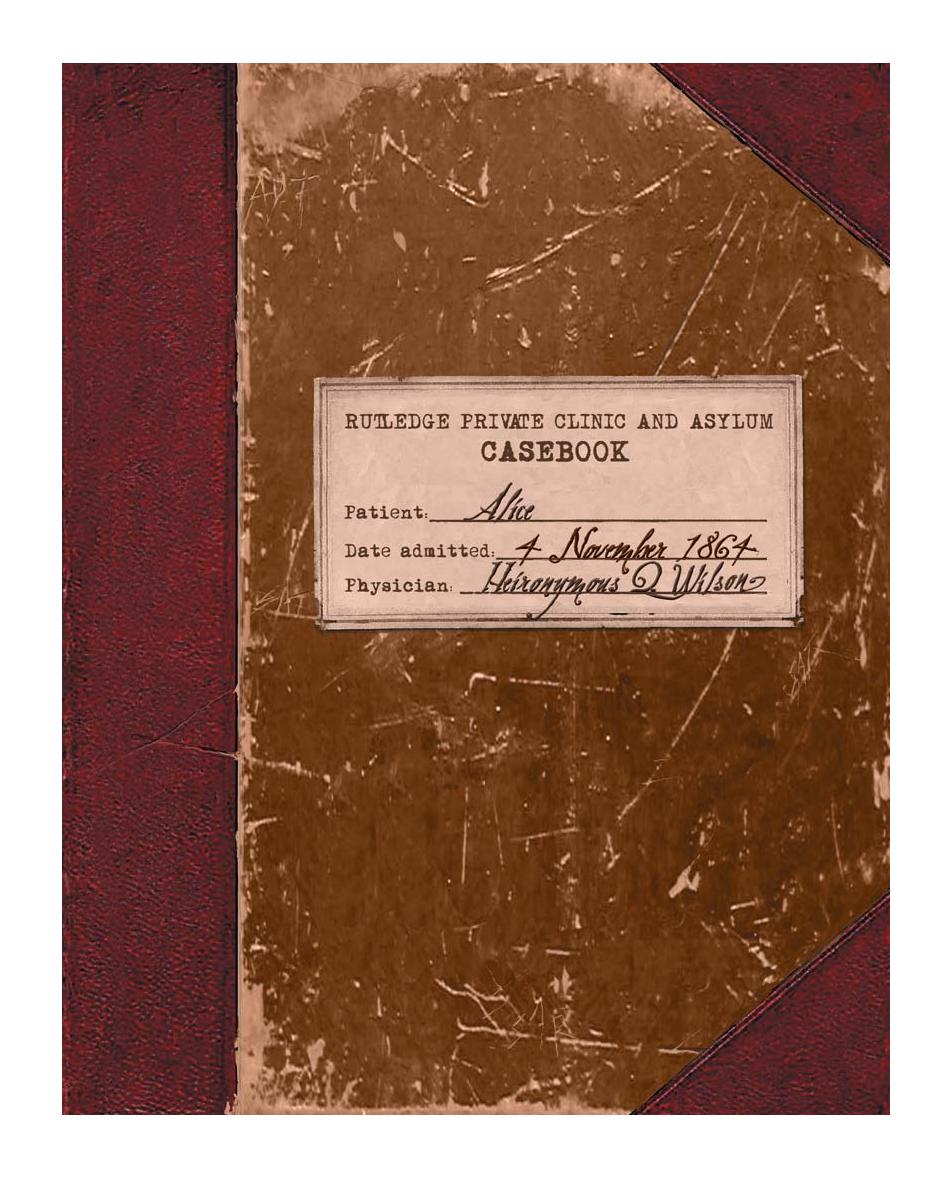 RUTLEDGE PRIVATE CLINIC AND ASYLUM
CASEBOOK
Patient: Alice
Date admitted: 4 November 1864
Physician: Heironymous Q. Wilson